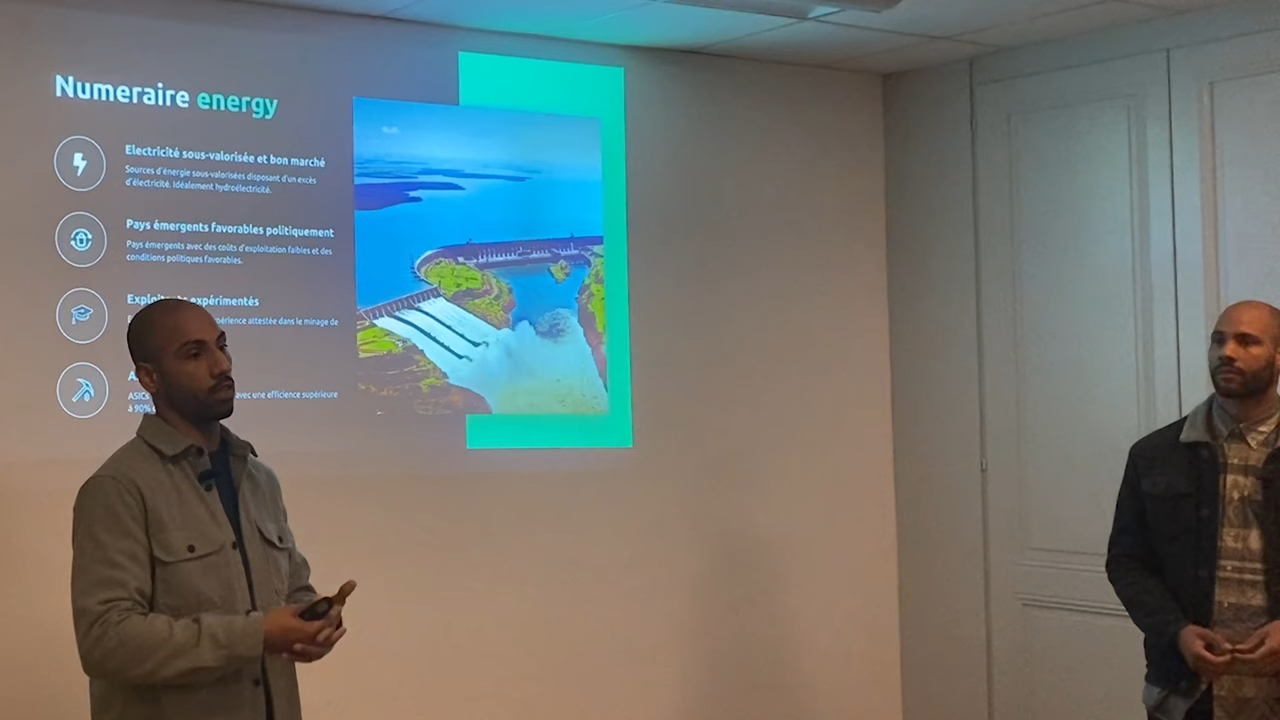 Numeraire energy
Electricité sous-valorisée et bon marché
Sources d'énergie sous-valorisées disposant d'un excès
d'électricité. Idéalement hydroélectricité.
Pays émergents favorables politiquement
Pays émergents avec des coûts d'exploitation faibles et des
conditions politiques favorables.
expérimentés
attestée dans le minage de
ASICs avec une efficience supérieure
à 90%